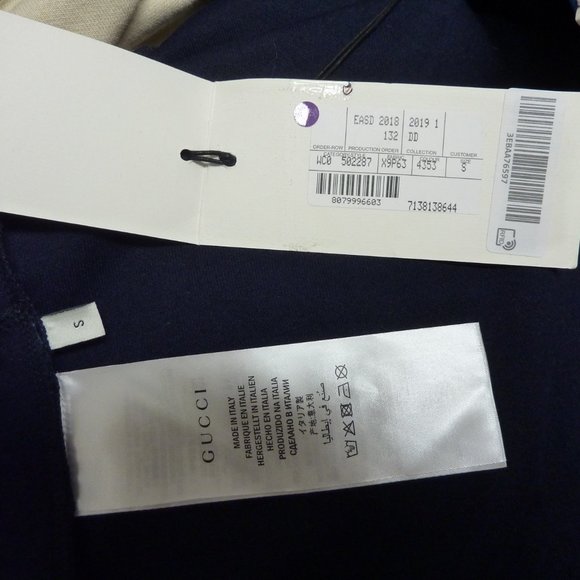 EASD 2018 2019 1
132 DD
ORDER-ROW PRODUCTION ORDER COLLECTION CUSTOMER
WC0 502287 X9P63 4353 S
8079996603 7138138644
3EBAA76597
S
GUCCI
MADE IN ITALY
FABRIQUE EN ITALIE
HERGESTELLT IN ITALIEN
HECHO EN ITALIA
PRODUZIDO NA ITALIA
СДЕЛАНО В ИТАЛИИ
イタリア製
产地:意大利
صنع في إيطاليا